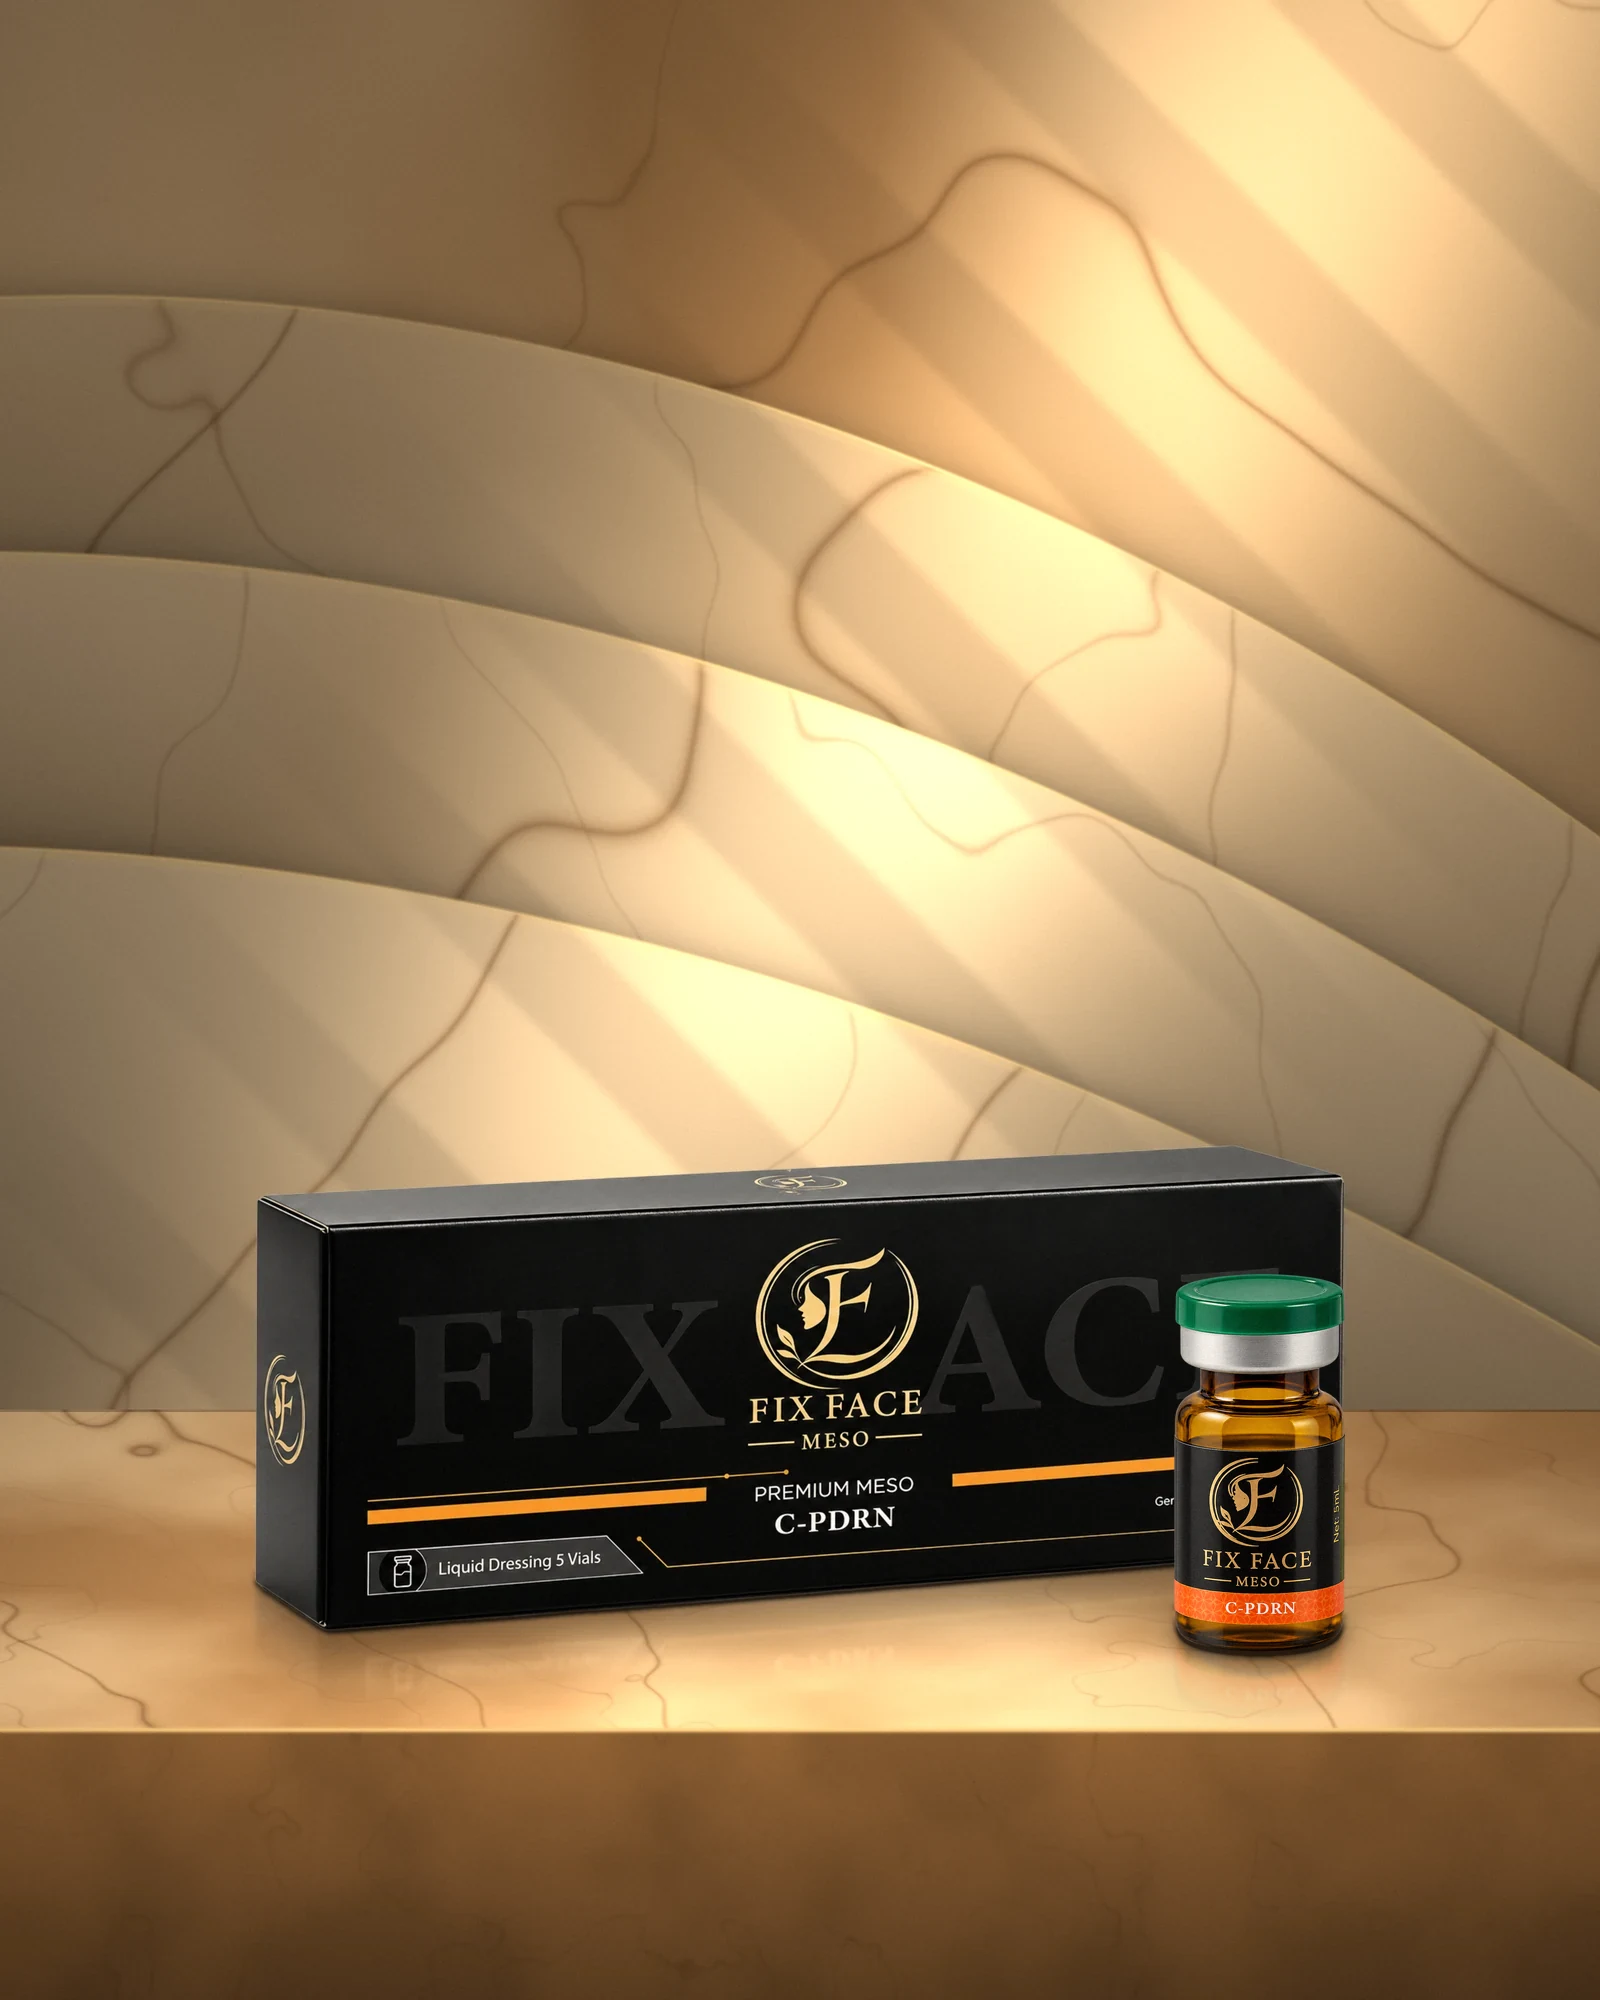 FIX ACE
FIX FACE
MESO
PREMIUM MESO
C-PDRN
Liquid Dressing 5 Vials
FIX FACE
MESO
C-PDRN
Net: 5mL